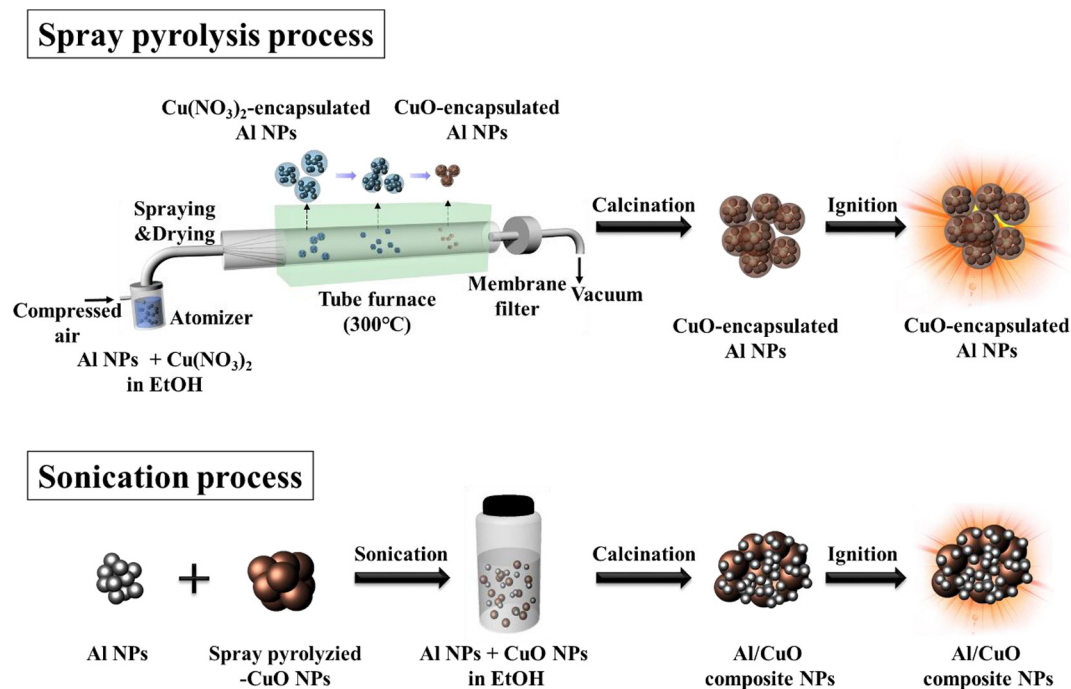 Spray pyrolysis process
Cu(NO₃)₂-encapsulated
Al NPs
CuO-encapsulated
Al NPs
Spraying
&Drying
Compressed
air
Atomizer
Al NPs + Cu(NO₃)₂
in EtOH
Tube furnace
(300°C)
Membrane
filter
Vacuum
Calcination
CuO-encapsulated
Al NPs
Ignition
CuO-encapsulated
Al NPs
Sonication process
Al NPs
+
Spray pyrolyzied
-CuO NPs
Sonication
Al NPs + CuO NPs
in EtOH
Calcination
Al/CuO
composite NPs
Ignition
Al/CuO
composite NPs